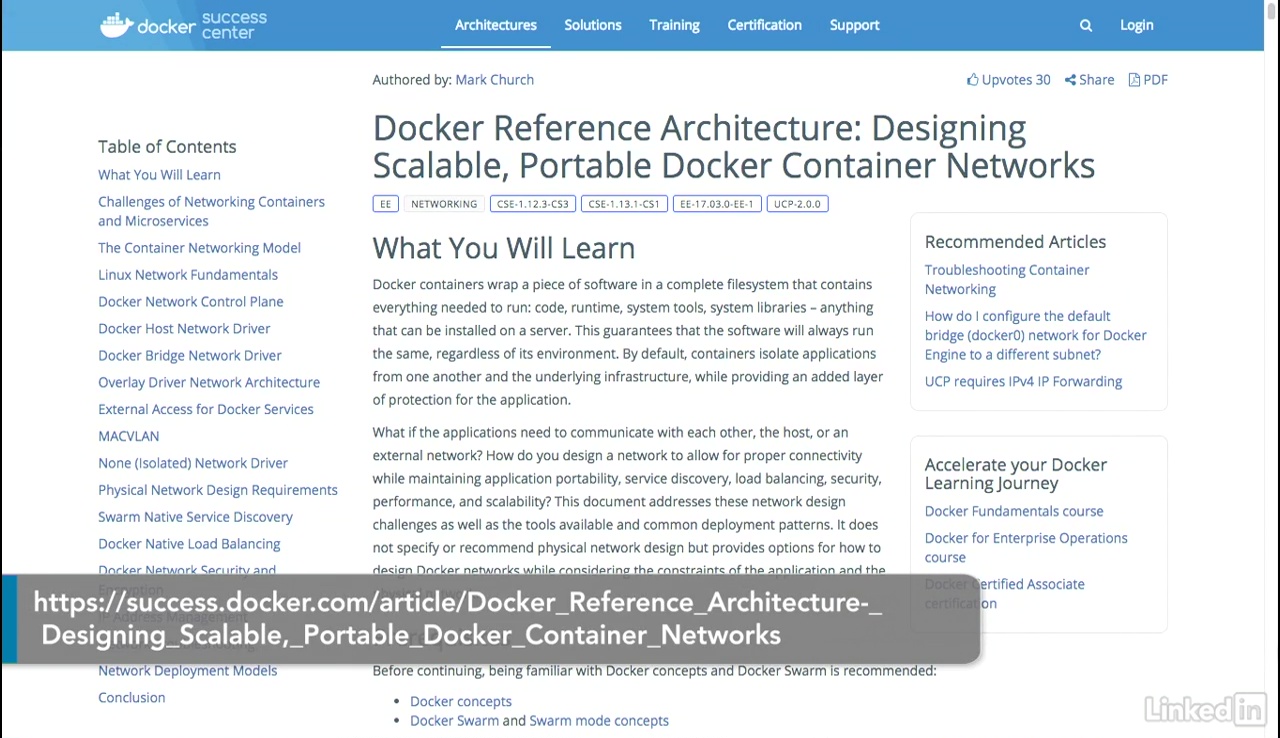 docker success center
Architectures Solutions Training Certification Support Login
Authored by: Mark Church
Upvotes 30 Share PDF
Docker Reference Architecture: Designing
Scalable, Portable Docker Container Networks
EE NETWORKING CSE-1.12.3-CS3 CSE-1.13.1-CS1 EE-17.03.0-EE-1 UCP-2.0.0
Table of Contents
What You Will Learn
Challenges of Networking Containers
and Microservices
The Container Networking Model
Linux Network Fundamentals
Docker Network Control Plane
Docker Host Network Driver
Docker Bridge Network Driver
Overlay Driver Network Architecture
External Access for Docker Services
MACVLAN
None (Isolated) Network Driver
Physical Network Design Requirements
Swarm Native Service Discovery
Docker Native Load Balancing
Docker Network Security and
Encryption
IP Address Management
Network Deployment Models
Conclusion
What You Will Learn
Docker containers wrap a piece of software in a complete filesystem that contains
everything needed to run: code, runtime, system tools, system libraries – anything
that can be installed on a server. This guarantees that the software will always run
the same, regardless of its environment. By default, containers isolate applications
from one another and the underlying infrastructure, while providing an added layer
of protection for the application.
What if the applications need to communicate with each other, the host, or an
external network? How do you design a network to allow for proper connectivity
while maintaining application portability, service discovery, load balancing, security,
performance, and scalability? This document addresses these network design
challenges as well as the tools available and common deployment patterns. It does
not specify or recommend physical network design but provides options for how to
design Docker networks while considering the constraints of the application and the
Before continuing, being familiar with Docker concepts and Docker Swarm is recommended:
• Docker concepts
• Docker Swarm and Swarm mode concepts
Recommended Articles
Troubleshooting Container
Networking
How do I configure the default
bridge (docker0) network for Docker
Engine to a different subnet?
UCP requires IPv4 IP Forwarding
Accelerate your Docker
Learning Journey
Docker Fundamentals course
Docker for Enterprise Operations
course
Docker Certified Associate
certification
https://success.docker.com/article/Docker_Reference_Architecture-_
Designing_Scalable,_Portable_Docker_Container_Networks
Linked in